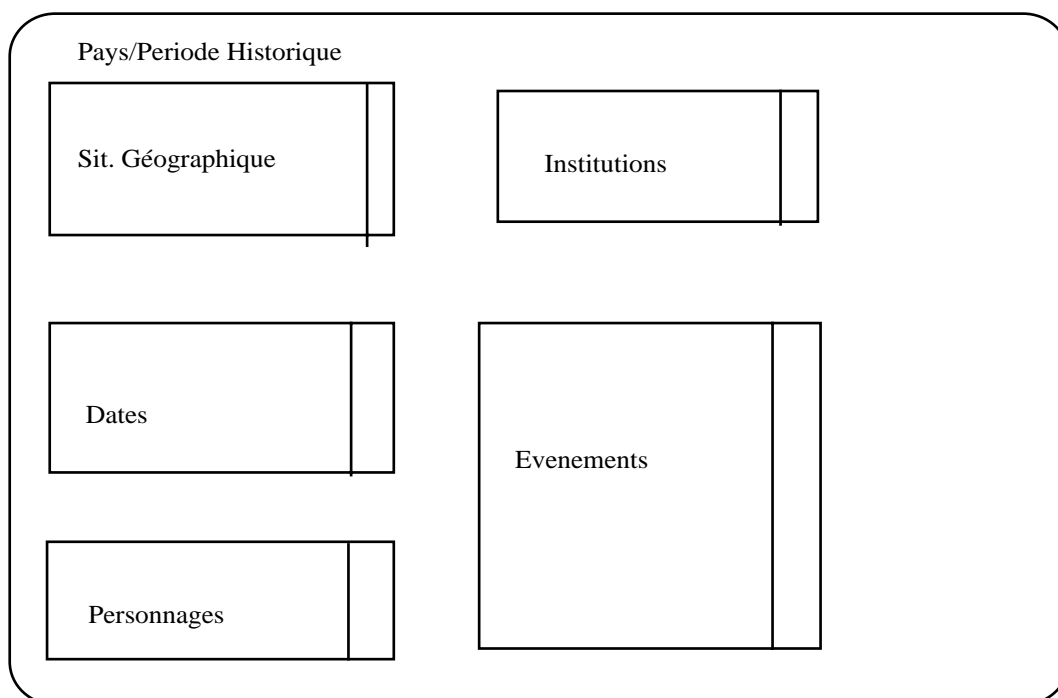 Pays/Periode Historique
Sit. Géographique
Institutions
Dates
Evenements
Personnages